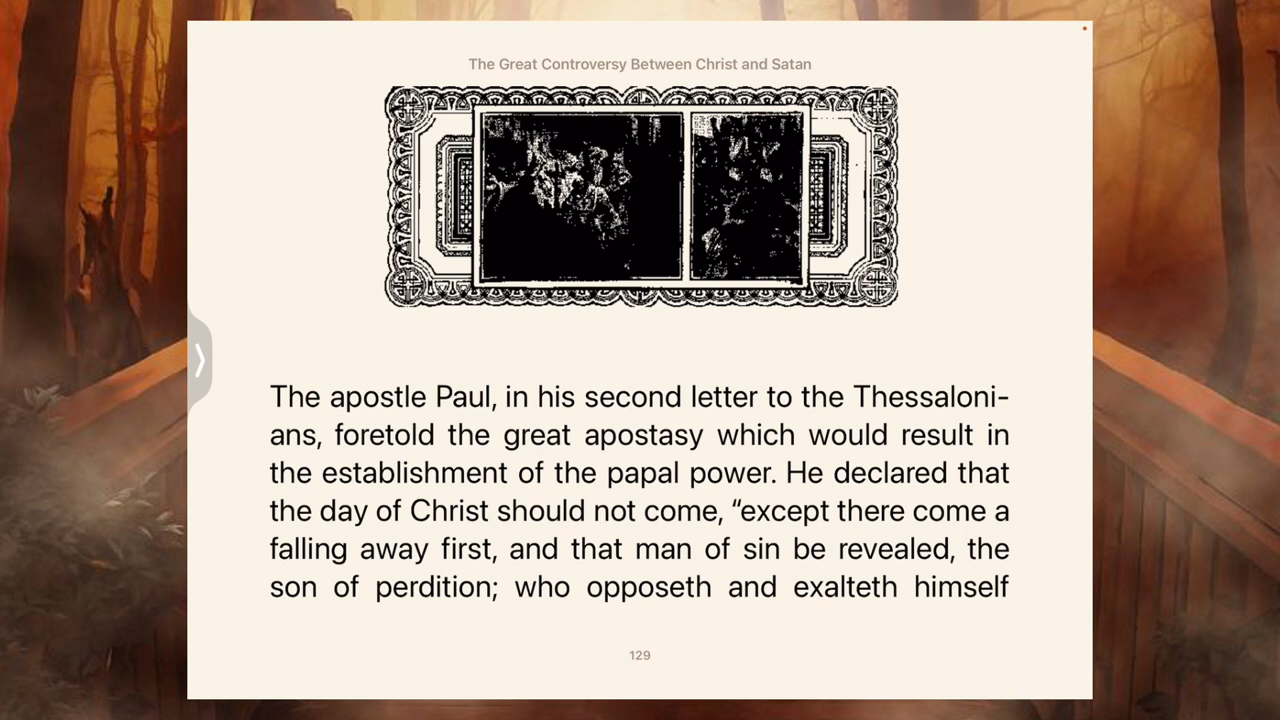 The Great Controversy Between Christ and Satan
The apostle Paul, in his second letter to the Thessaloni-
ans, foretold the great apostasy which would result in
the establishment of the papal power. He declared that
the day of Christ should not come, “except there come a
falling away first, and that man of sin be revealed, the
son of perdition; who opposeth and exalteth himself
129